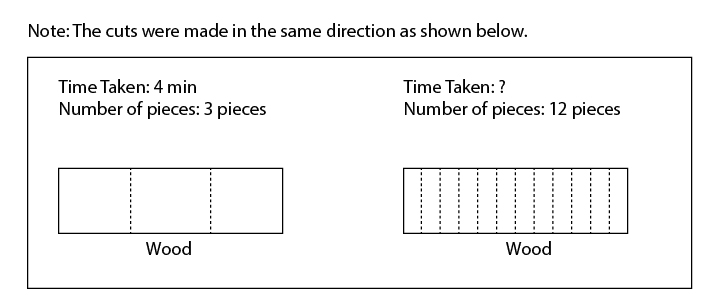 Note: The cuts were made in the same direction as shown below.
Time Taken: 4 min
Number of pieces: 3 pieces
Wood
Time Taken: ?
Number of pieces: 12 pieces
Wood